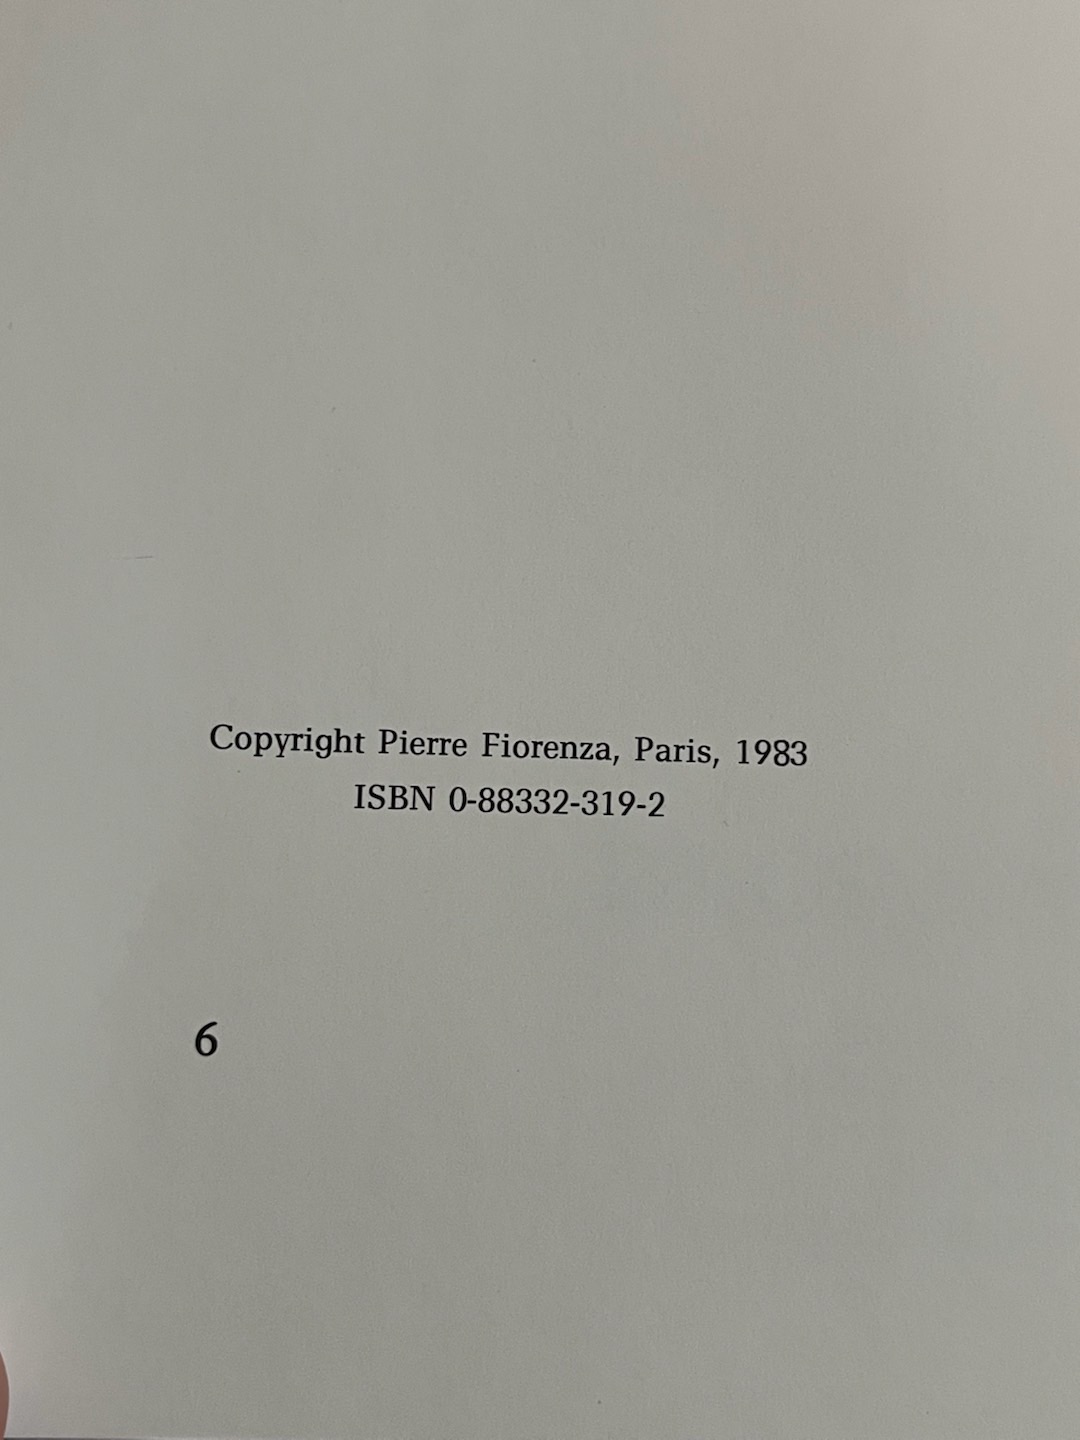 Copyright Pierre Fiorenza, Paris, 1983
ISBN 0-88332-319-2
6